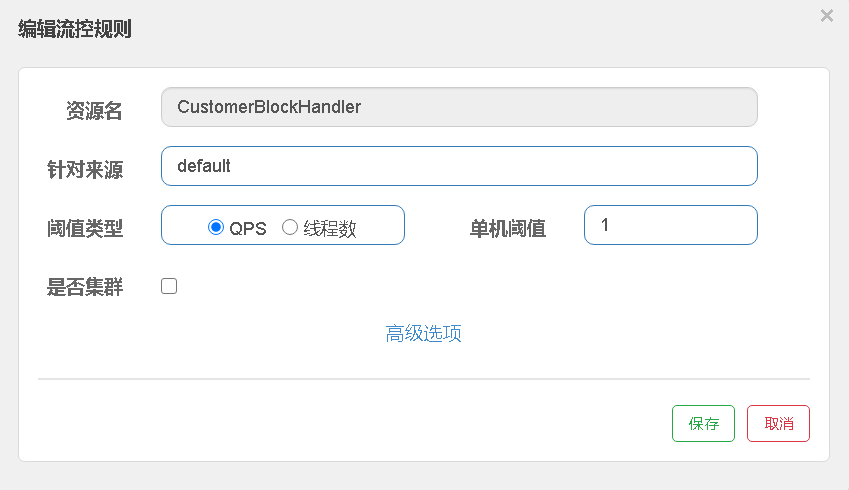 编辑流控规则
×
资源名 CustomerBlockHandler
针对来源 default
阈值类型 QPS 线程数 单机阈值 1
是否集群
高级选项
保存 取消